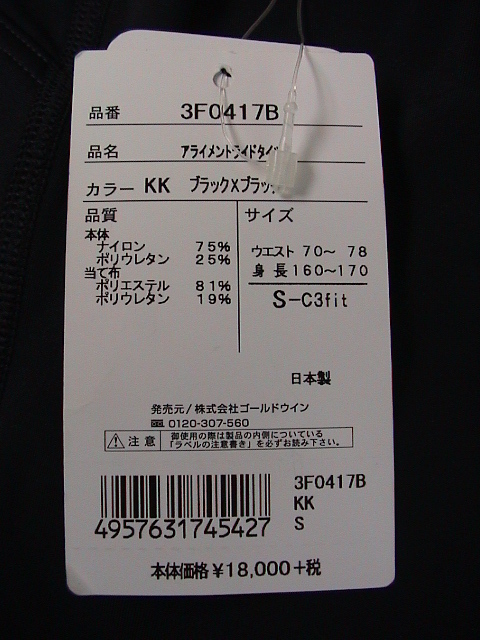 品番 3F0417B
品名 アライメントライドタイ
カラー KK ブラック×ブラッ
品質
本体
ナイロン 75%
ポリウレタン 25%
当て布
ポリエステル 81%
ポリウレタン 19%
サイズ
ウエスト 70〜 78
身 長160〜170
S-C3fit
日本製
発売元/株式会社ゴールドウイン
0120-307-560
注意 御使用の際は製品の内側についている
「ラベルの注意書き」を必ずお読み下さい。
3F0417B
KK
S
4957631745427
本体価格¥18,000+税